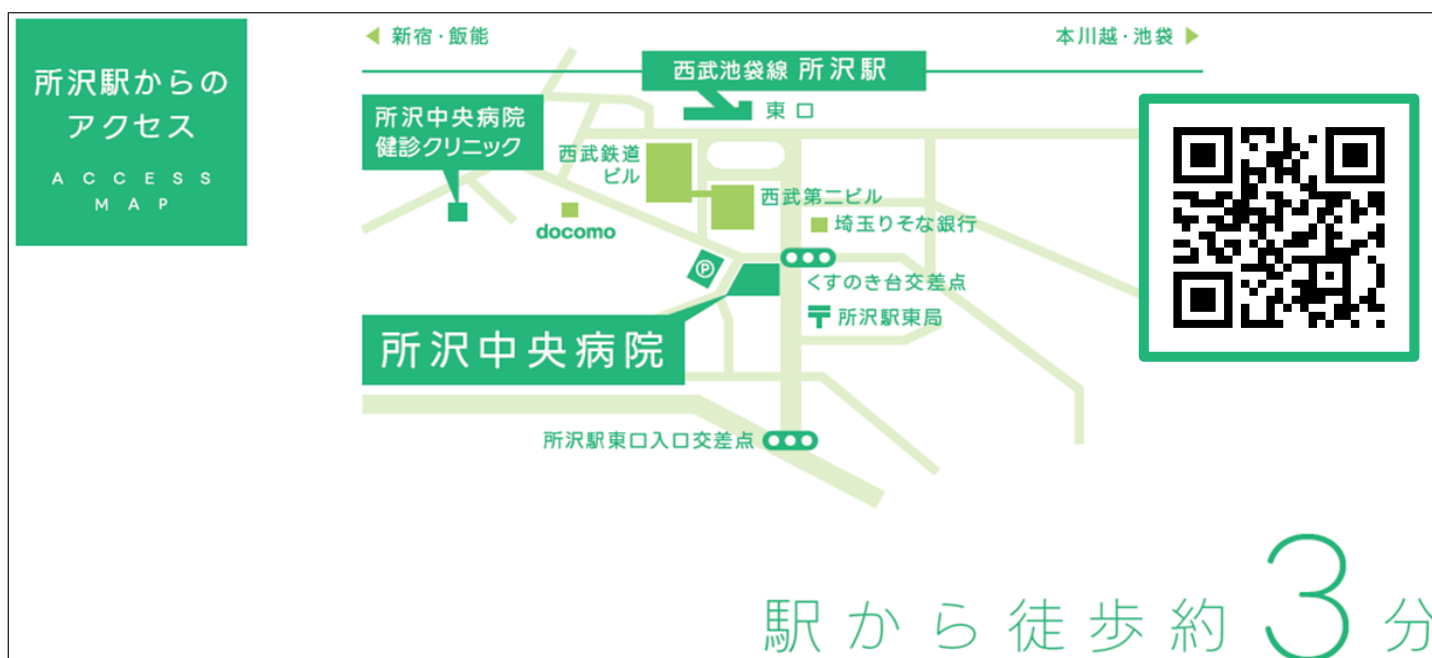 所沢駅からの
アクセス
ACCESS
MAP
新宿・飯能
本川越・池袋
西武池袋線 所沢駅
東口
所沢中央病院
健診クリニック
西武鉄道
ビル
西武第二ビル
docomo
埼玉りそな銀行
P
くすのき台交差点
〒所沢駅東局
所沢中央病院
所沢駅東口入口交差点
駅から徒歩約3分